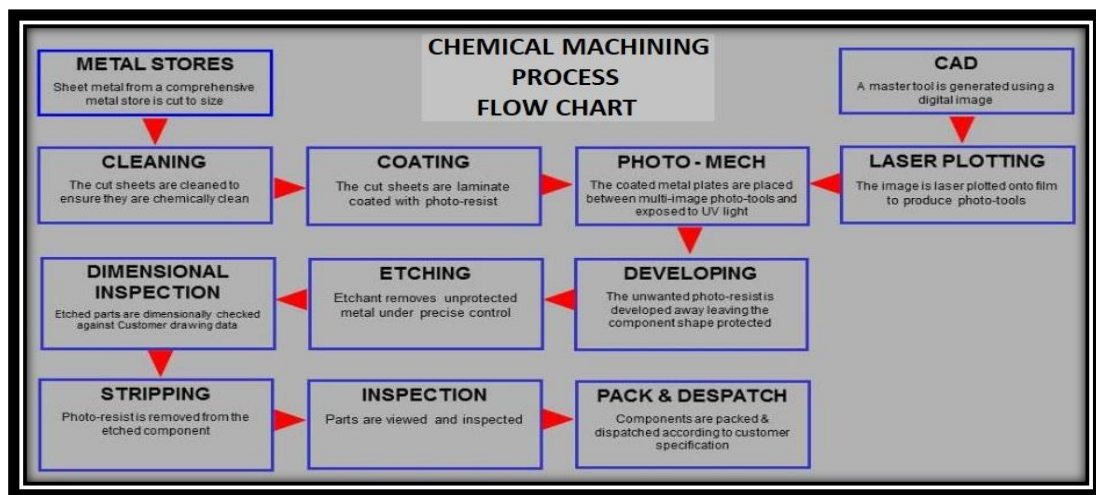 CHEMICAL MACHINING
PROCESS
FLOW CHART
METAL STORES
Sheet metal from a comprehensive
metal store is cut to size
CAD
A master tool is generated using a
digital image
CLEANING
The cut sheets are cleaned to
ensure they are chemically clean
COATING
The cut sheets are laminate
coated with photo-resist
PHOTO - MECH
The coated metal plates are placed
between multi-image photo-tools and
exposed to UV light
LASER PLOTTING
The image is laser plotted onto film
to produce photo-tools
DIMENSIONAL
INSPECTION
Etched parts are dimensionally checked
against Customer drawing data
ETCHING
Etchant removes unprotected
metal under precise control
DEVELOPING
The unwanted photo-resist is
developed away leaving the
component shape protected
STRIPPING
Photo-resist is removed from the
etched component
INSPECTION
Parts are viewed and inspected
PACK & DESPATCH
Components are packed &
dispatched according to customer
specification